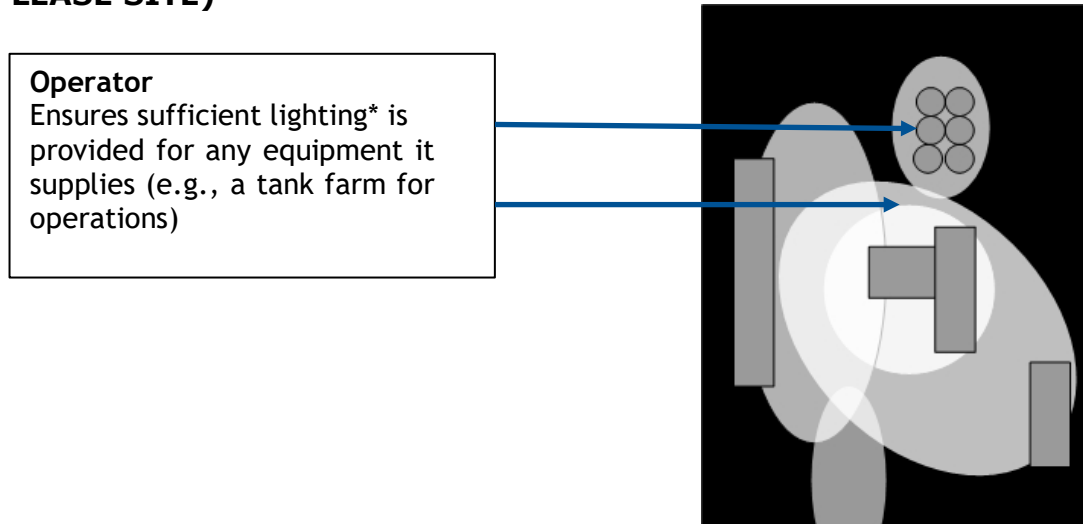 LEASE SITE)
Operator
Ensures sufficient lighting* is
provided for any equipment it
supplies (e.g., a tank farm for
operations)